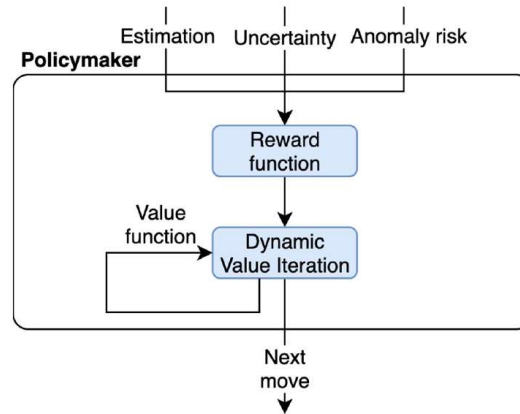 Estimation Uncertainty Anomaly risk
Policymaker
Reward
function
Value
function
Dynamic
Value Iteration
Next
move